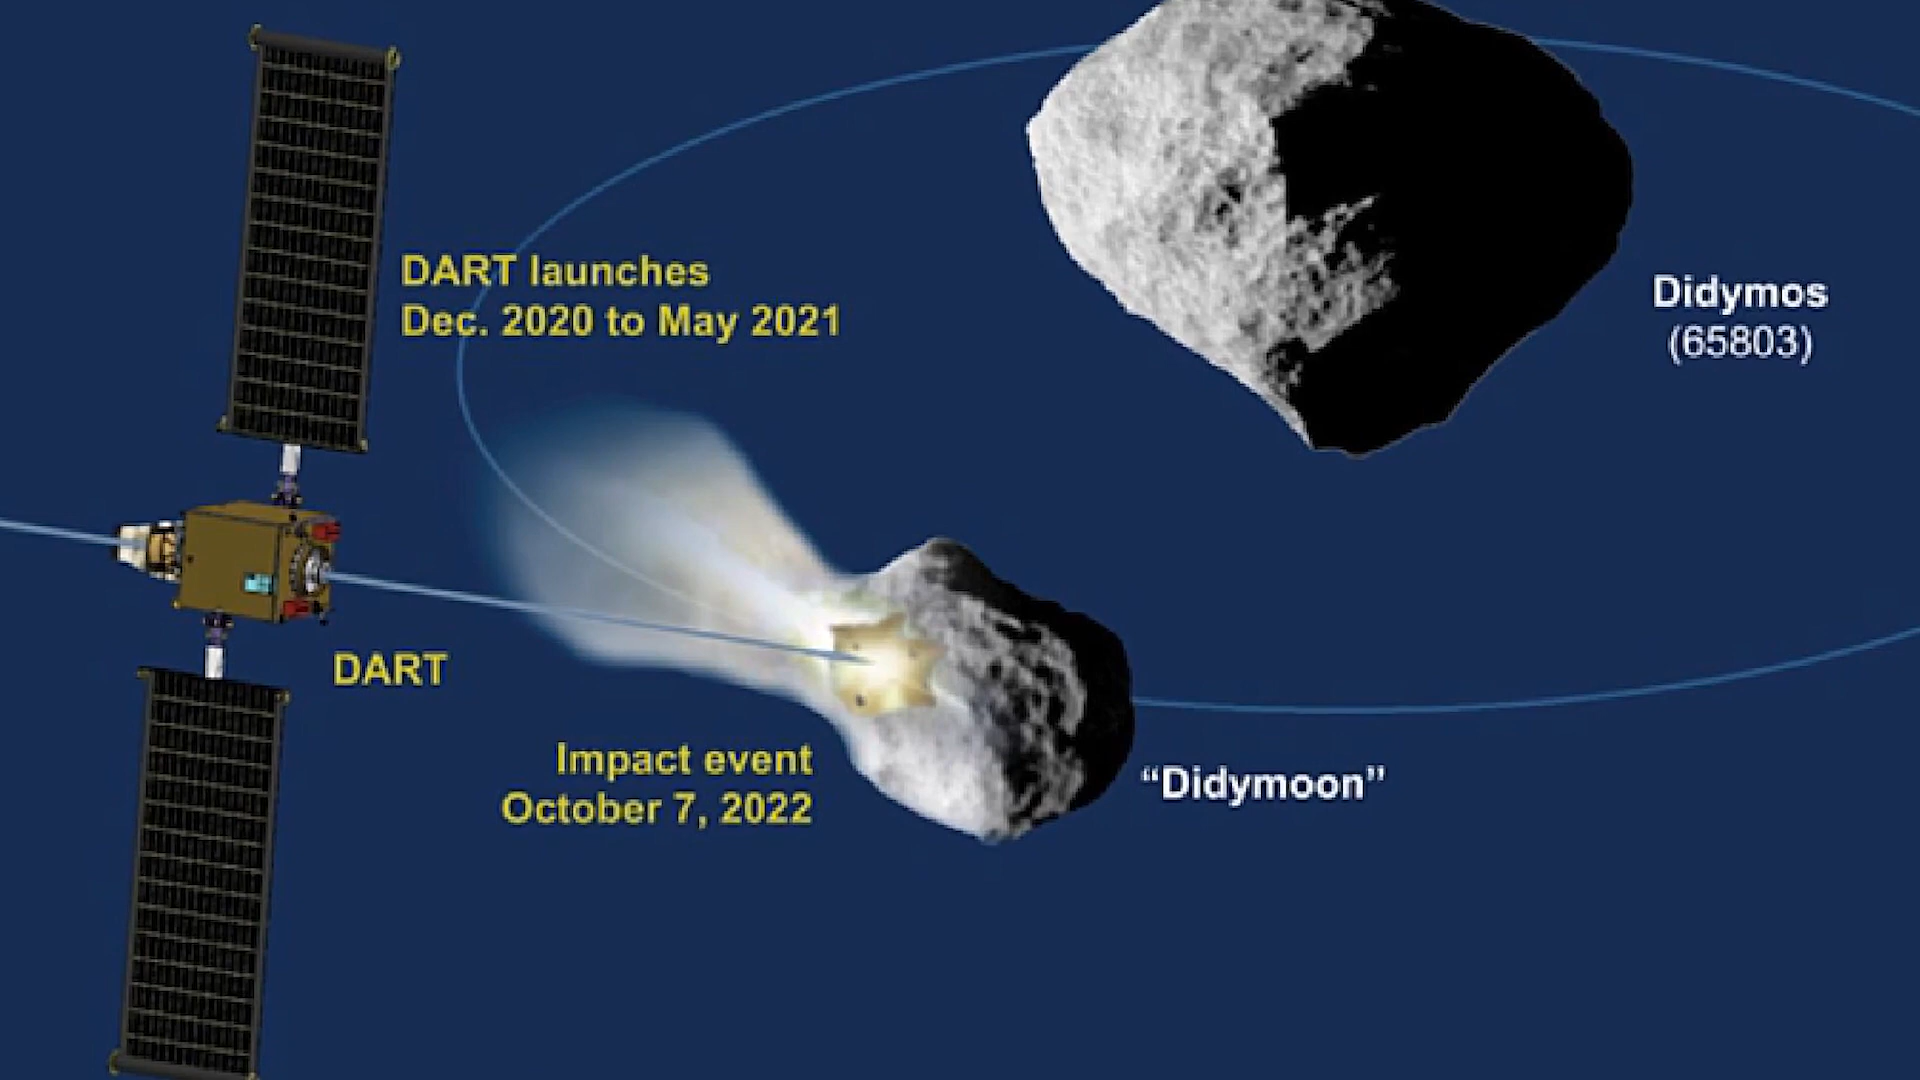 DART launches
Dec. 2020 to May 2021
Didymos
(65803)
DART
Impact event
October 7, 2022
“Didymoon”